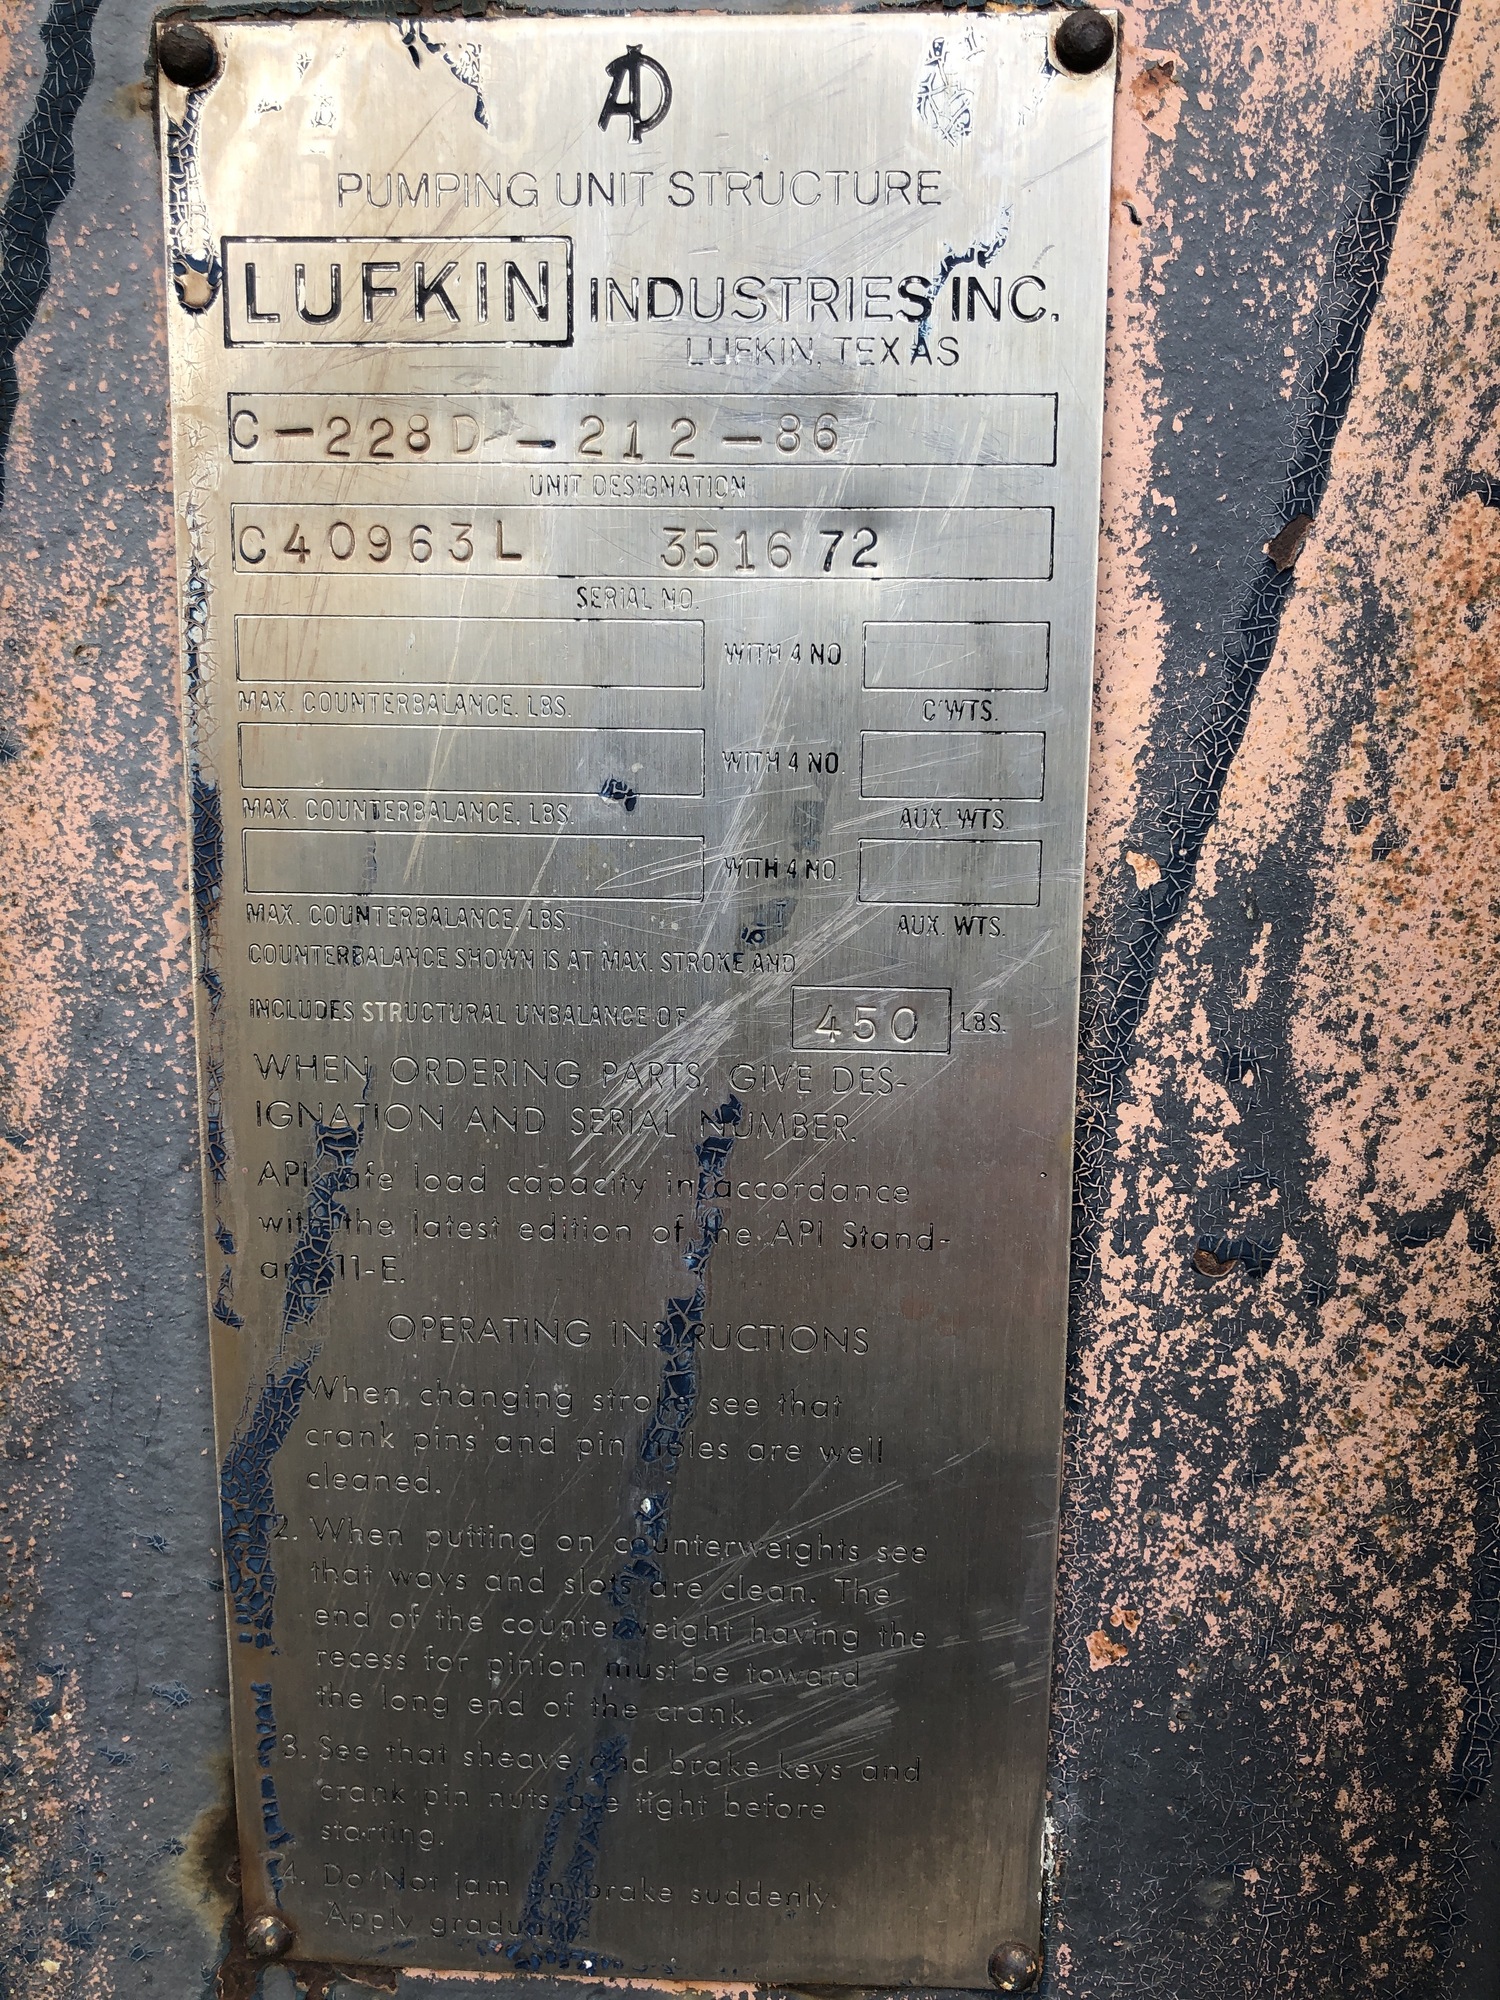 PUMPING UNIT STRUCTURE
LUFKIN INDUSTRIES INC.
LUFKIN, TEXAS
C-228D-212-86
UNIT DESIGNATION
C40963L 351672
SERIAL NO.
WITH 4 NO.
MAX. COUNTERBALANCE, LBS. C'WTS.
WITH 4 NO.
MAX. COUNTERBALANCE, LBS. AUX. WTS.
WITH 4 NO.
MAX. COUNTERBALANCE, LBS. AUX. WTS.
COUNTERBALANCE SHOWN IS AT MAX. STROKE AND
INCLUDES STRUCTURAL UNBALANCE OF 450 LBS.
WHEN ORDERING PARTS, GIVE DES-
IGNATION AND SERIAL NUMBER.
API safe load capacity in accordance
with the latest edition of the API Stand-
ard 11-E.
OPERATING INSTRUCTIONS
When changing stroke see that
crank pins and pin holes are well
cleaned.
2. When putting on counterweights see
that ways and slots are clean. The
end of the counterweight having the
recess for pinion must be toward
the long end of the crank.
3. See that sheave and brake keys and
crank pin nuts are tight before
starting.
4. Do Not jam on brake suddenly.
Apply gradually.